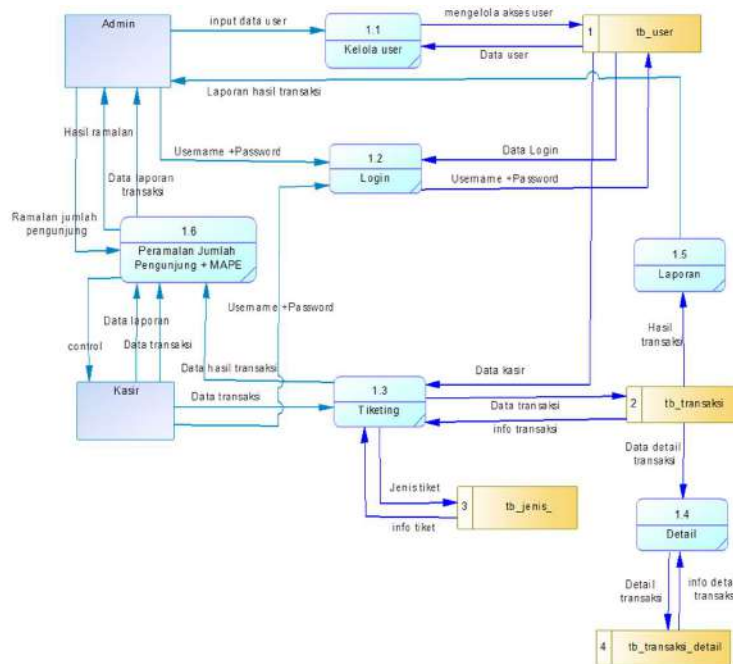 Admin
input data user
1.1
Kelola user
mengelola akses user
1
tb_user
Data user
Laporan hasil transaksi
Hasil ramalan
Username +Password
Data laporan
transaksi
1.2
Login
Data Login
Username +Password
Ramalan jumlah
pengunjung
1.6
Peramalan Jumlah
Pengunjung + MAPE
1.5
Laporan
Username +Password
Data laporan
Data transaksi
control
Hasil
transaksi
Data hasil transaksi
Data kasir
Kasir
Data transaksi
1.3
Tiketing
Data transaksi
info transaksi
2
tb_transaksi
Data detail
transaksi
Jenis tiket
info tiket
3
tb_jenis_
1.4
Detail
Detail
transaksi
info deta
transaks
4
tb_transaksi_detail